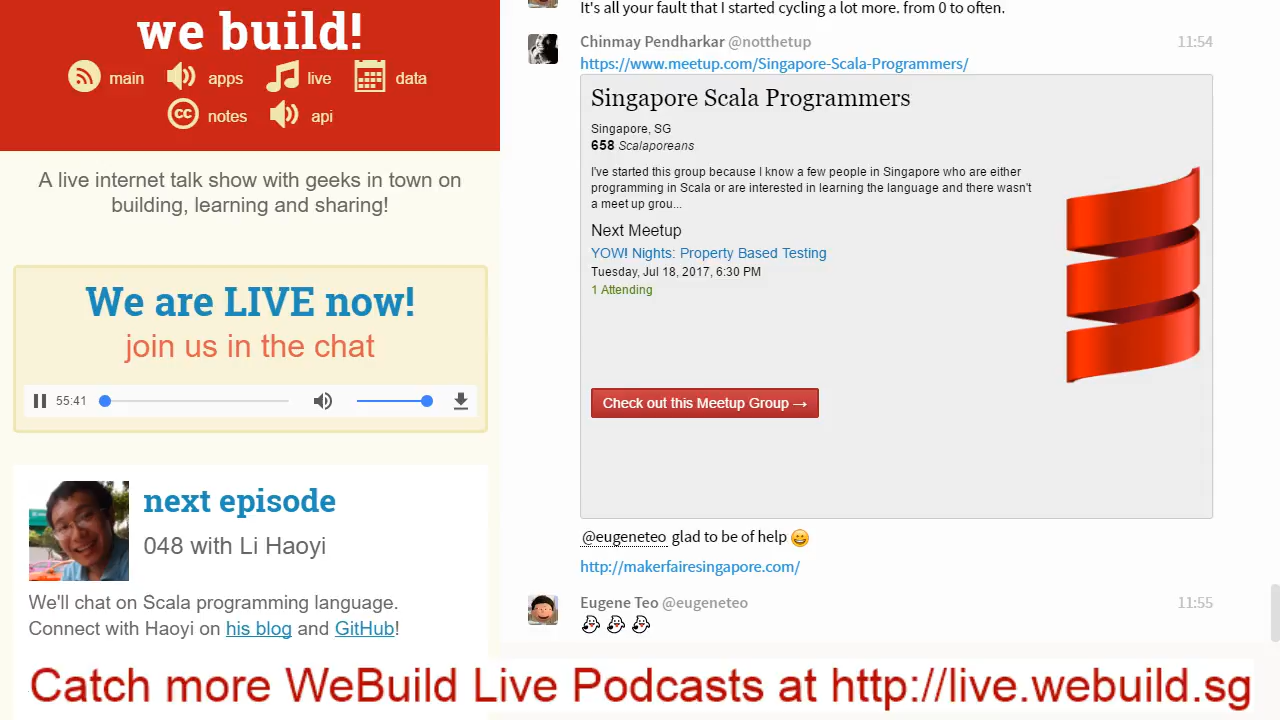 we build!
main
apps
live
data
cc
notes
api
A live internet talk show with geeks in town on
building, learning and sharing!
We are LIVE now!
join us in the chat
55:41
next episode
048 with Li Haoyi
We'll chat on Scala programming language.
Connect with Haoyi on his blog and GitHub!
It's all your fault that I started cycling a lot more. from 0 to often.
Chinmay Pendharkar @notthetup 11:54
https://www.meetup.com/Singapore-Scala-Programmers/
Singapore Scala Programmers
Singapore, SG
658 Scalaporeans
I've started this group because I know a few people in Singapore who are either
programming in Scala or are interested in learning the language and there wasn't
a meet up grou...
Next Meetup
YOW! Nights: Property Based Testing
Tuesday, Jul 18, 2017, 6:30 PM
1 Attending
Check out this Meetup Group →
@eugeneteo glad to be of help 😀
http://makerfairesingapore.com/
Eugene Teo @eugeneteo 11:55
👻 👻 👻
Catch more WeBuild Live Podcasts at http://live.webuild.sg